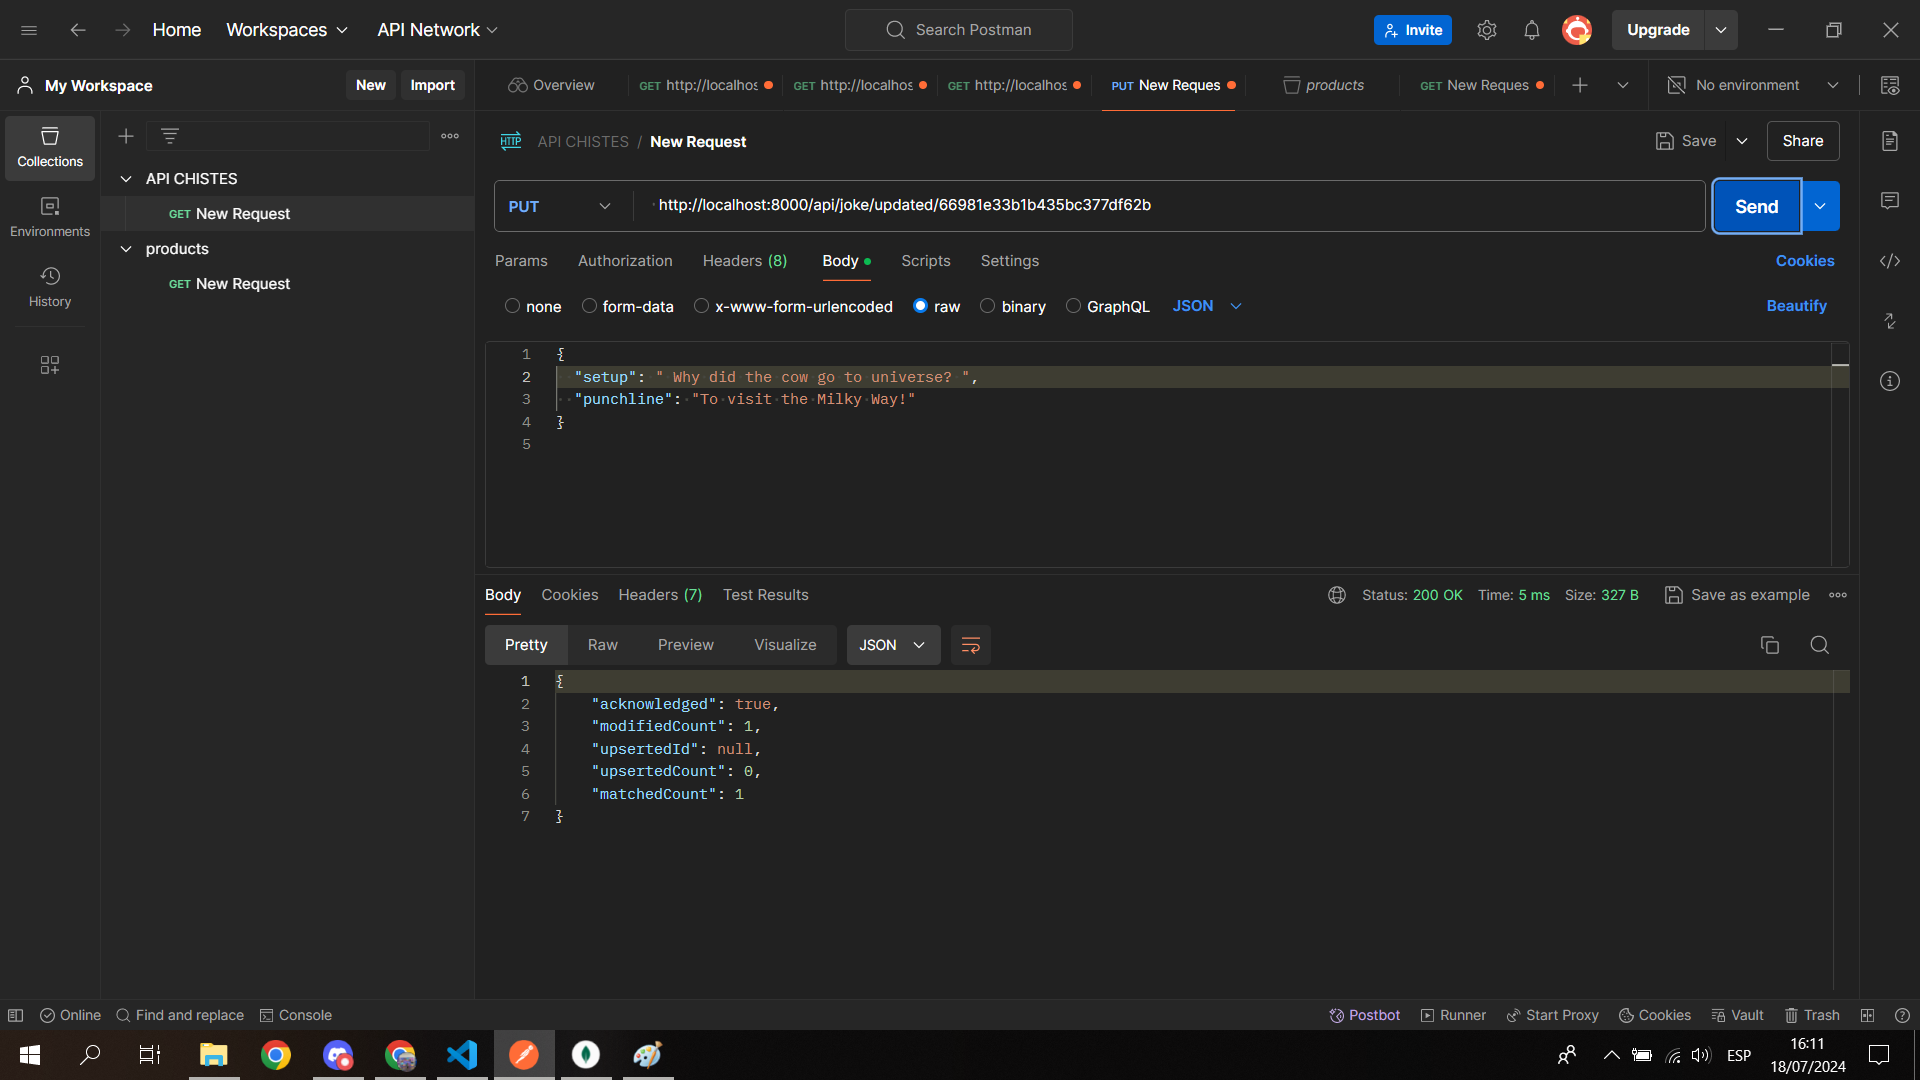 Home Workspaces API Network Search Postman Invite Upgrade
My Workspace New Import Overview GET http://localhos GET http://localhos GET http://localhos PUT New Reques products GET New Reques No environment
Collections
Environments
History
API CHISTES
GET New Request
products
GET New Request
HTTP API CHISTES / New Request Save Share
PUT http://localhost:8000/api/joke/updated/66981e33b1b435bc377df62b Send
Params Authorization Headers (8) Body Scripts Settings Cookies
none form-data x-www-form-urlencoded raw binary GraphQL JSON Beautify
1 {
2 "setup": " Why did the cow go to universe? ",
3 "punchline": "To visit the Milky Way!"
4 }
5
Body Cookies Headers (7) Test Results Status: 200 OK Time: 5 ms Size: 327 B Save as example
Pretty Raw Preview Visualize JSON
1 {
2 "acknowledged": true,
3 "modifiedCount": 1,
4 "upsertedId": null,
5 "upsertedCount": 0,
6 "matchedCount": 1
7 }
Online Find and replace Console Postbot Runner Start Proxy Cookies Vault Trash
ESP 16:11
18/07/2024